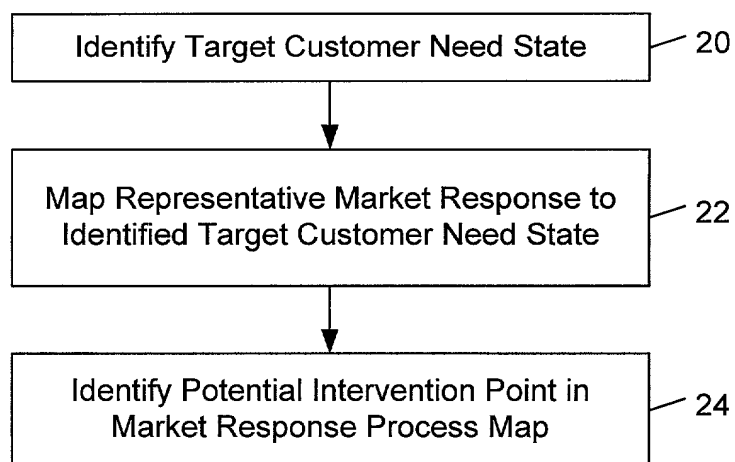 Identify Target Customer Need State
20
Map Representative Market Response to
Identified Target Customer Need State
22
Identify Potential Intervention Point in
Market Response Process Map
24